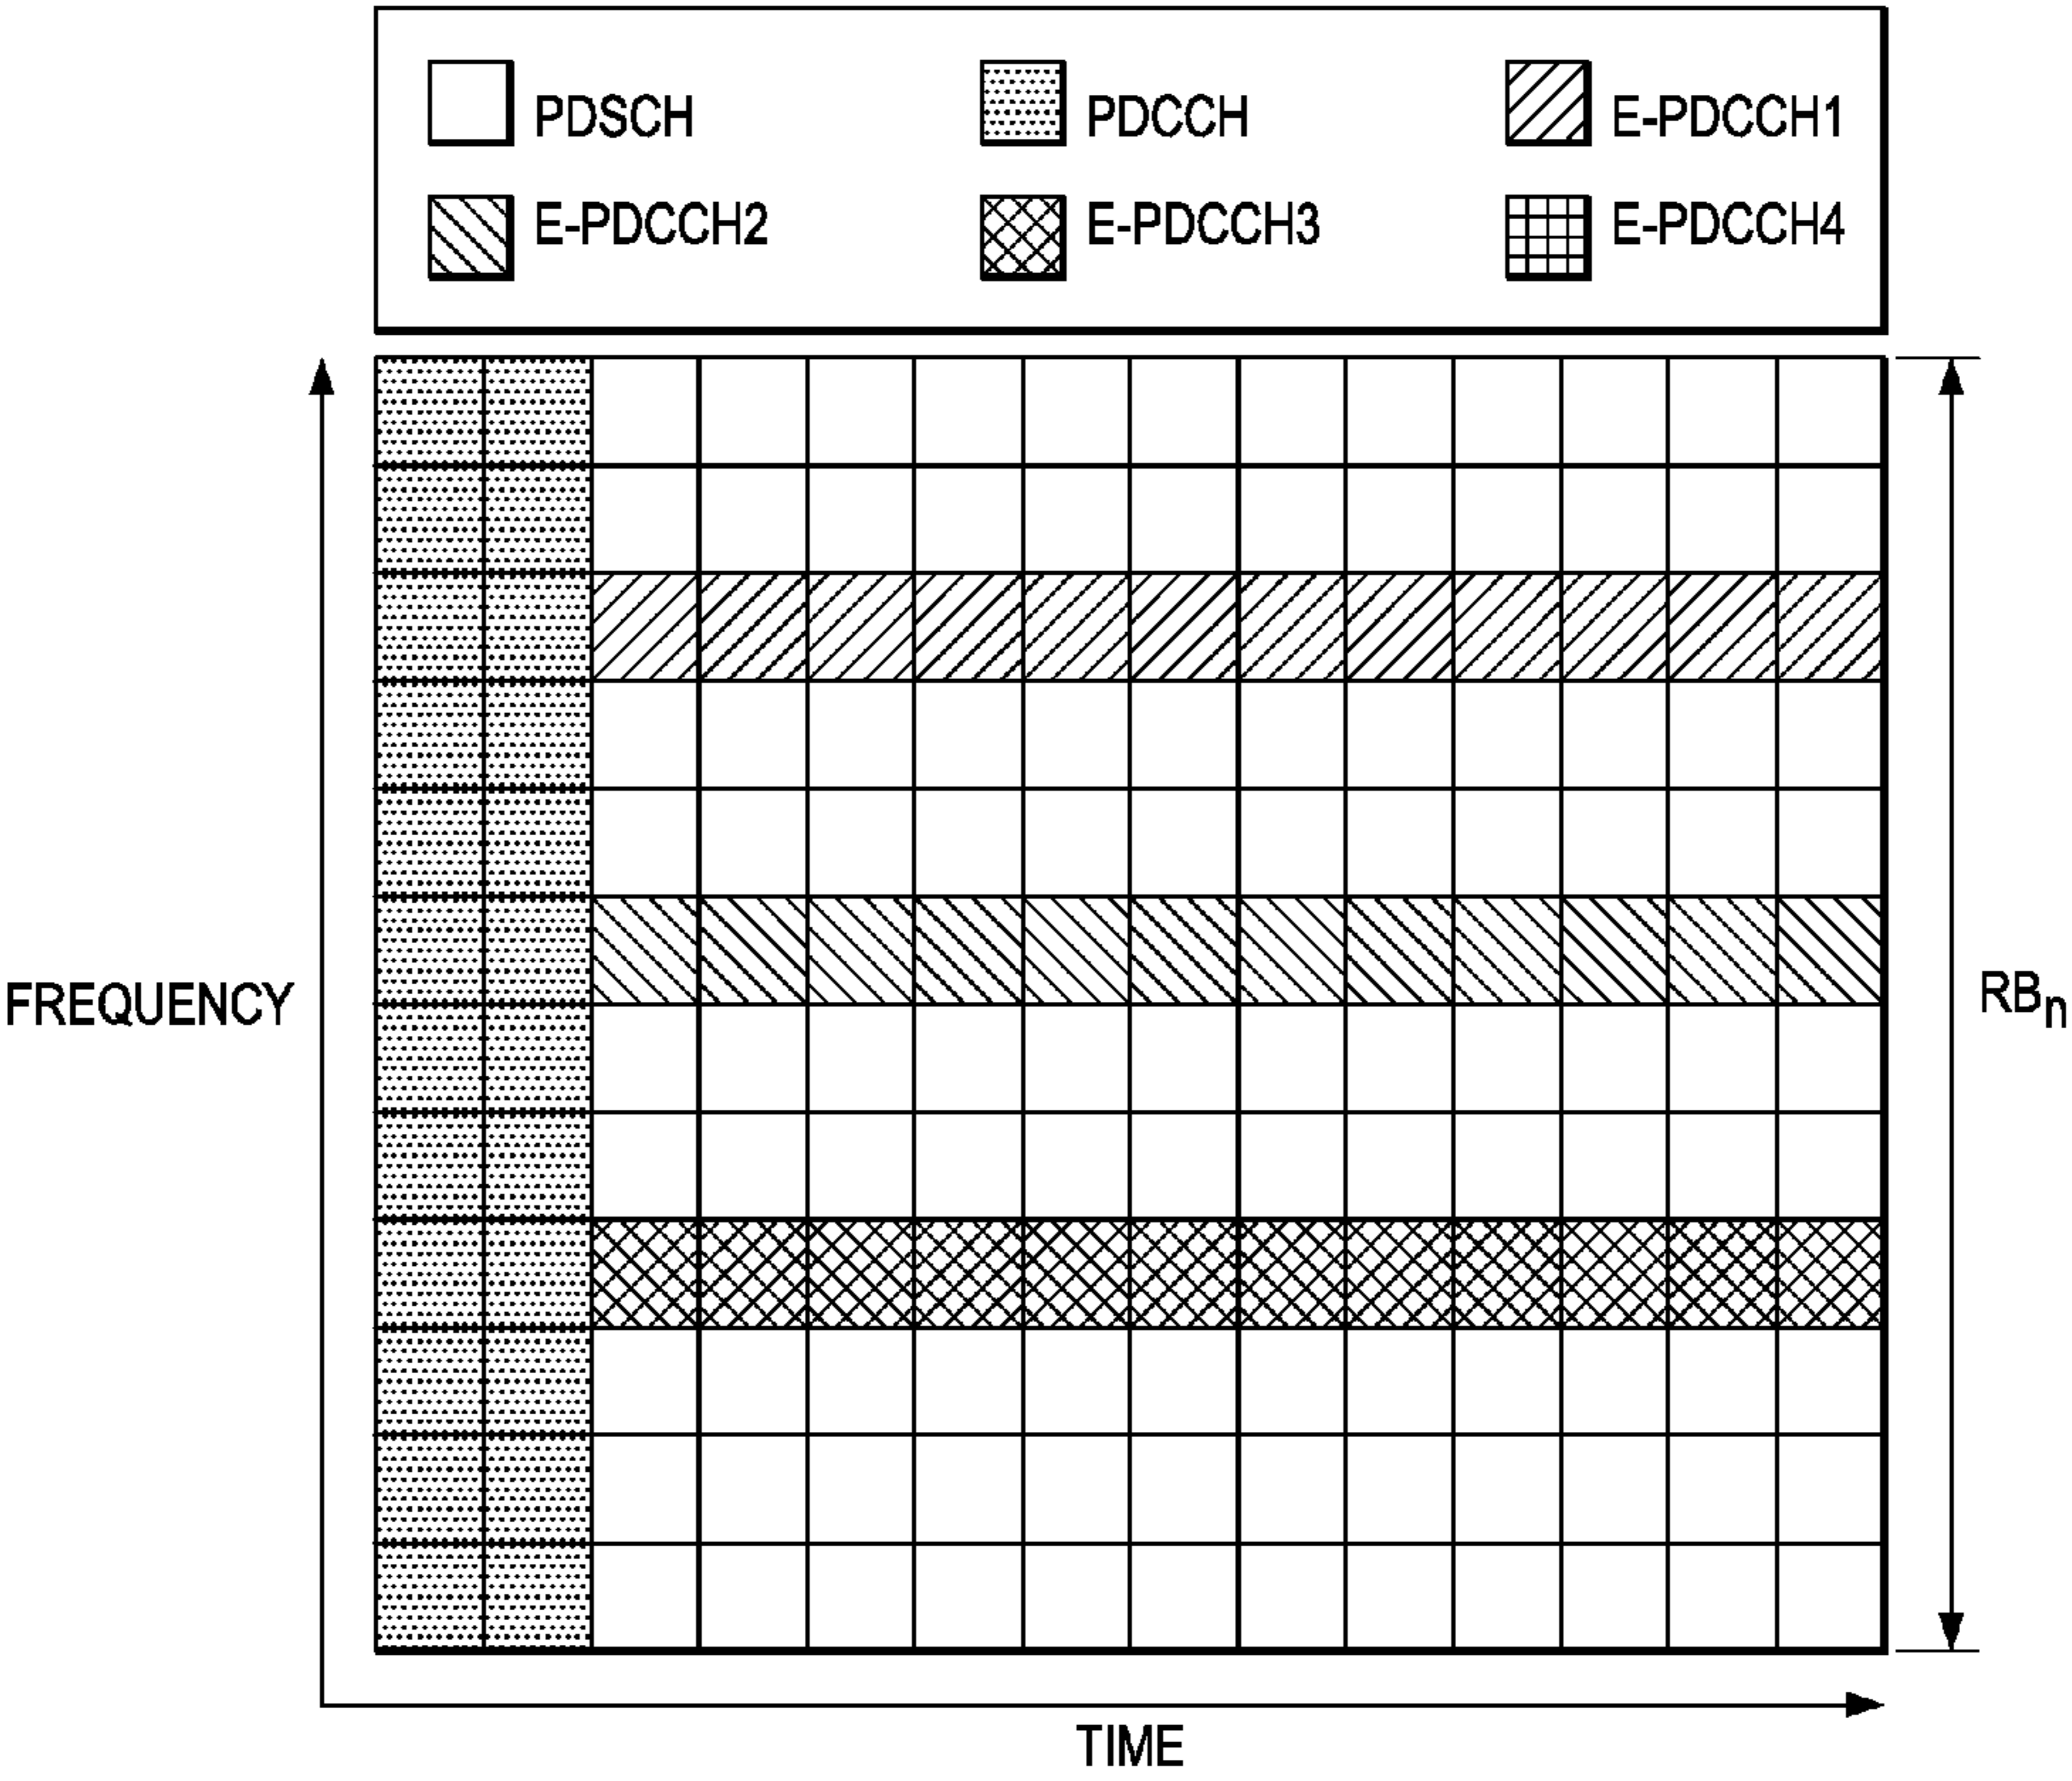 PDSCH
PDCCH
E-PDCCH1
E-PDCCH2
E-PDCCH3
E-PDCCH4
FREQUENCY
RBn
TIME